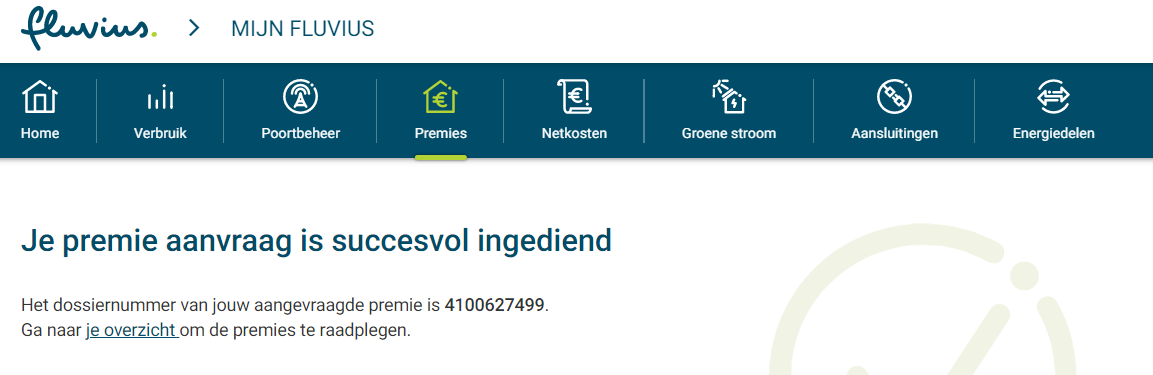 fluvius.
MIJN FLUVIUS
Home
Verbruik
Poortbeheer
Premies
Netkosten
Groene stroom
Aansluitingen
Energiedelen
Je premie aanvraag is succesvol ingediend
Het dossiernummer van jouw aangevraagde premie is 4100627499.
Ga naar je overzicht om de premies te raadplegen.